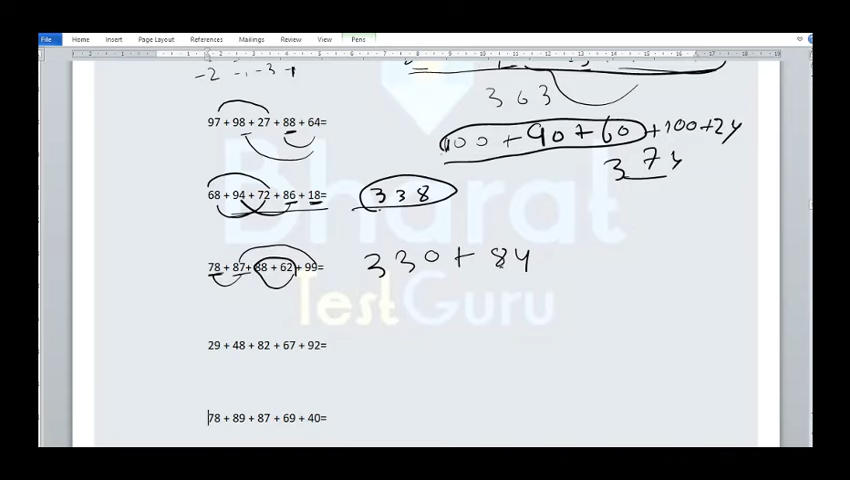 File Home Insert Page Layout References Mailings Review View Pens
-2 -1 -3 +1
363
97 + 98 + 27 + 88 + 64=
100 + 90 + 60 + 100 + 24
374
68 + 94 + 72 + 86 + 18= 338
78 + 87+ 88 + 62 + 99= 330 + 84
29 + 48 + 82 + 67 + 92=
78 + 89 + 87 + 69 + 40=
Bharat
TestGuru